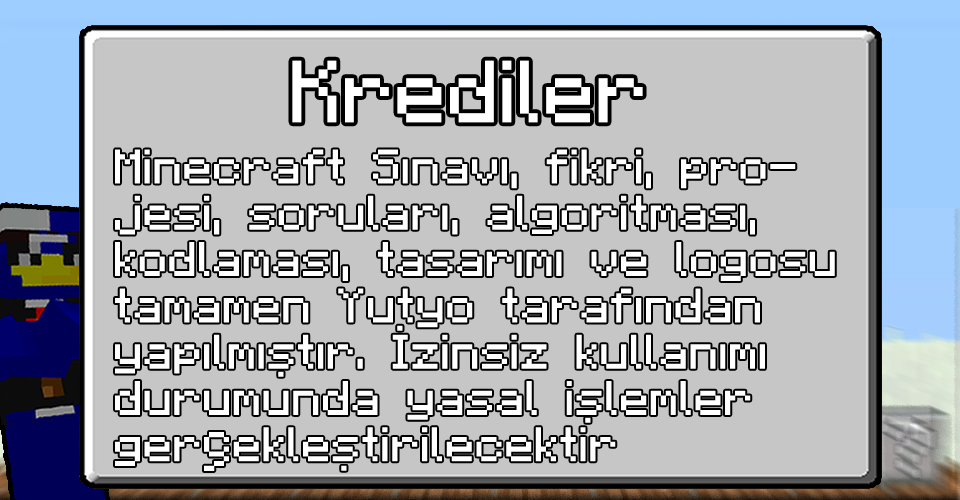 Krediler
Minecraft Sınavı, fikri, pro-
jesi, soruları, algoritması,
kodlaması, tasarımı ve logosu
tamamen Yutyo tarafından
yapılmıştır. İzinsiz kullanımı
durumunda yasal işlemler
gerçekleştirilecektir